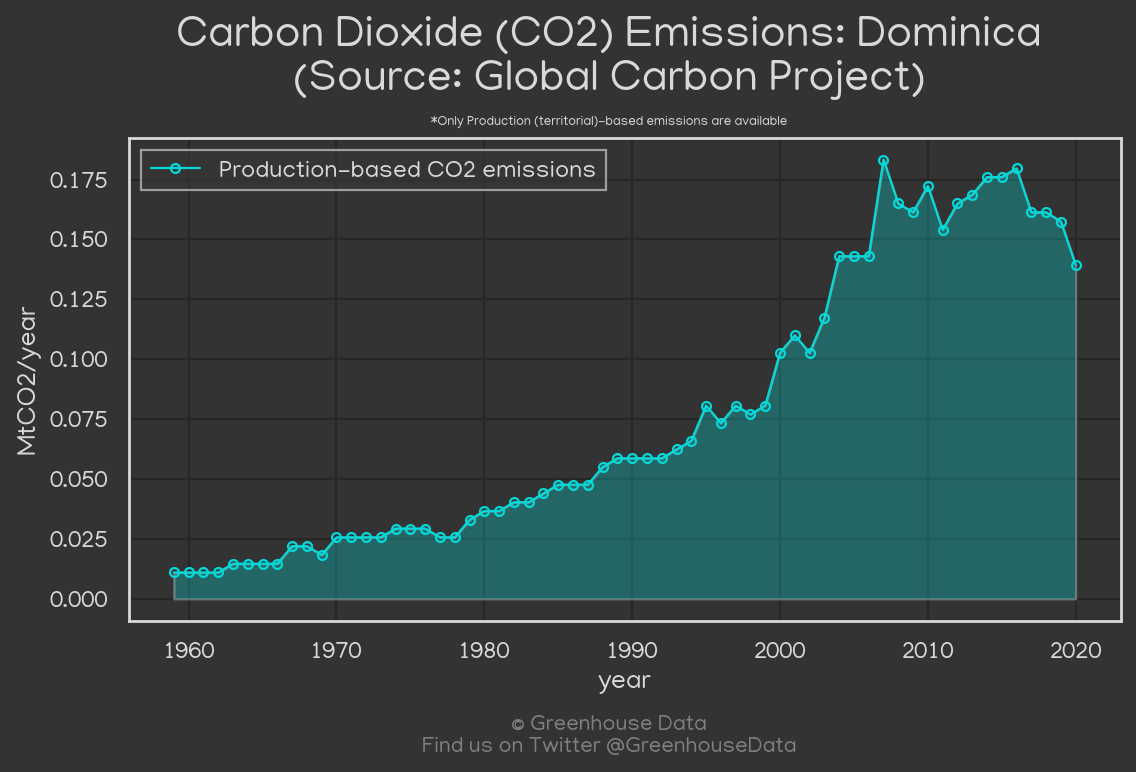 Carbon Dioxide (CO2) Emissions: Dominica
(Source: Global Carbon Project)
*Only Production (territorial)-based emissions are available
Production-based CO2 emissions
0.175
0.150
0.125
0.100
0.075
0.050
0.025
0.000
MtCO2/year
1960 1970 1980 1990 2000 2010 2020
year
© Greenhouse Data
Find us on Twitter @GreenhouseData